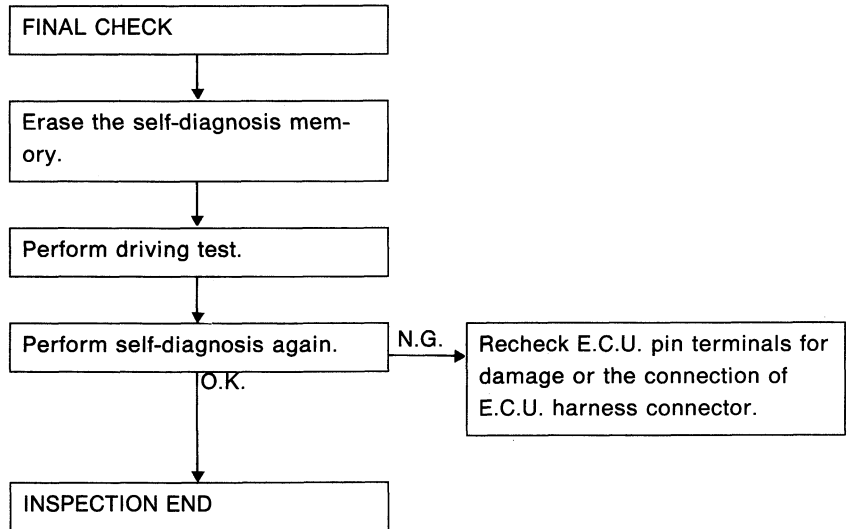 FINAL CHECK
Erase the self-diagnosis mem-
ory.
Perform driving test.
Perform self-diagnosis again.
N.G.
Recheck E.C.U. pin terminals for
damage or the connection of
E.C.U. harness connector.
O.K.
INSPECTION END